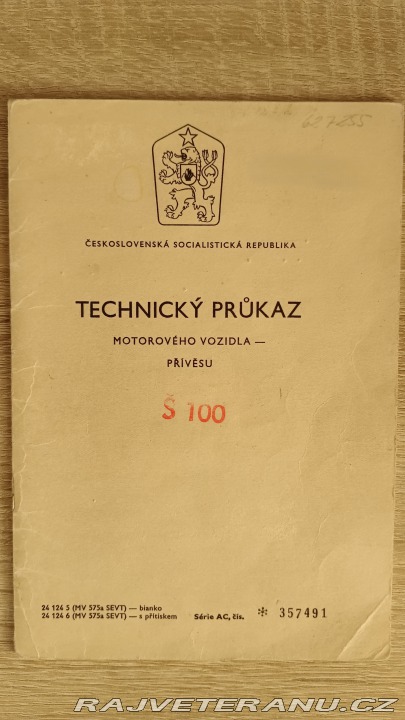 627255
ČESKOSLOVENSKÁ SOCIALISTICKÁ REPUBLIKA
TECHNICKÝ PRŮKAZ
MOTOROVÉHO VOZIDLA —
PŘÍVĚSU
Š 100
24 124 5 (MV 575a SEVT) — bianko
24 124 6 (MV 575a SEVT) — s přítiskem Série AC, čís. ✻ 357491
RAJVETERANU.CZ